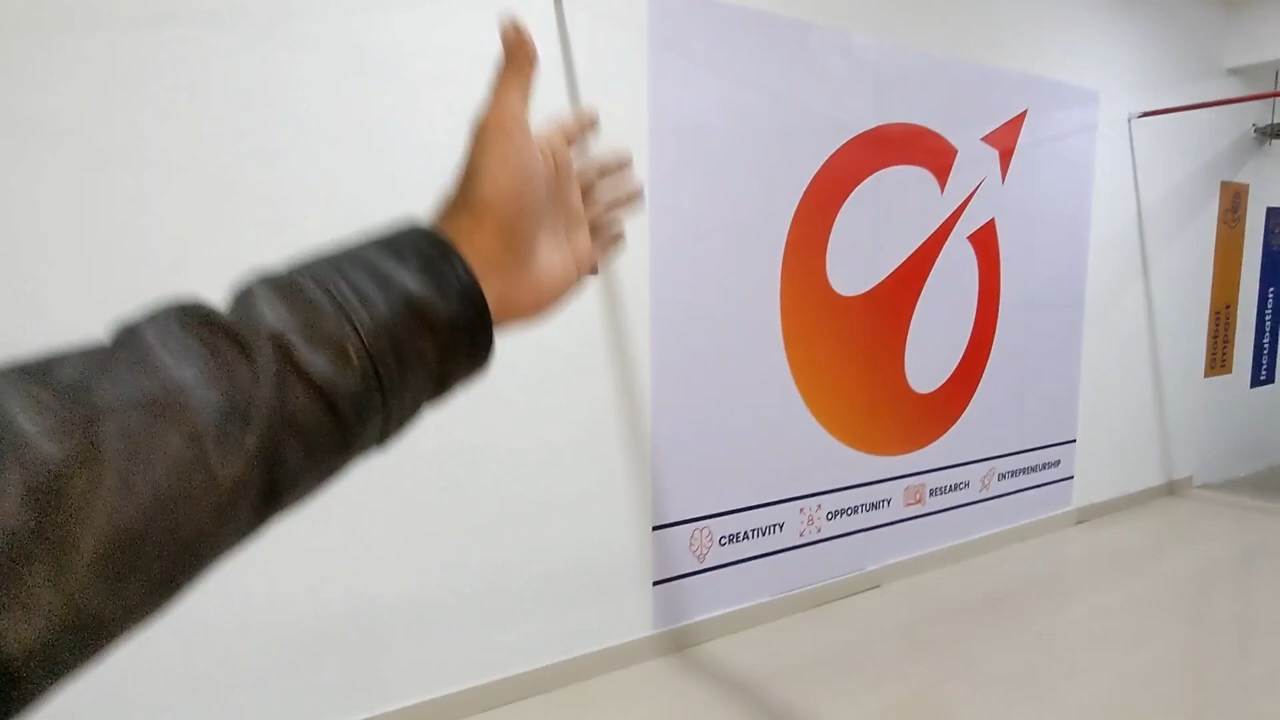 CREATIVITY
OPPORTUNITY
RESEARCH
ENTREPRENEURSHIP
Global
Impact
Incubation